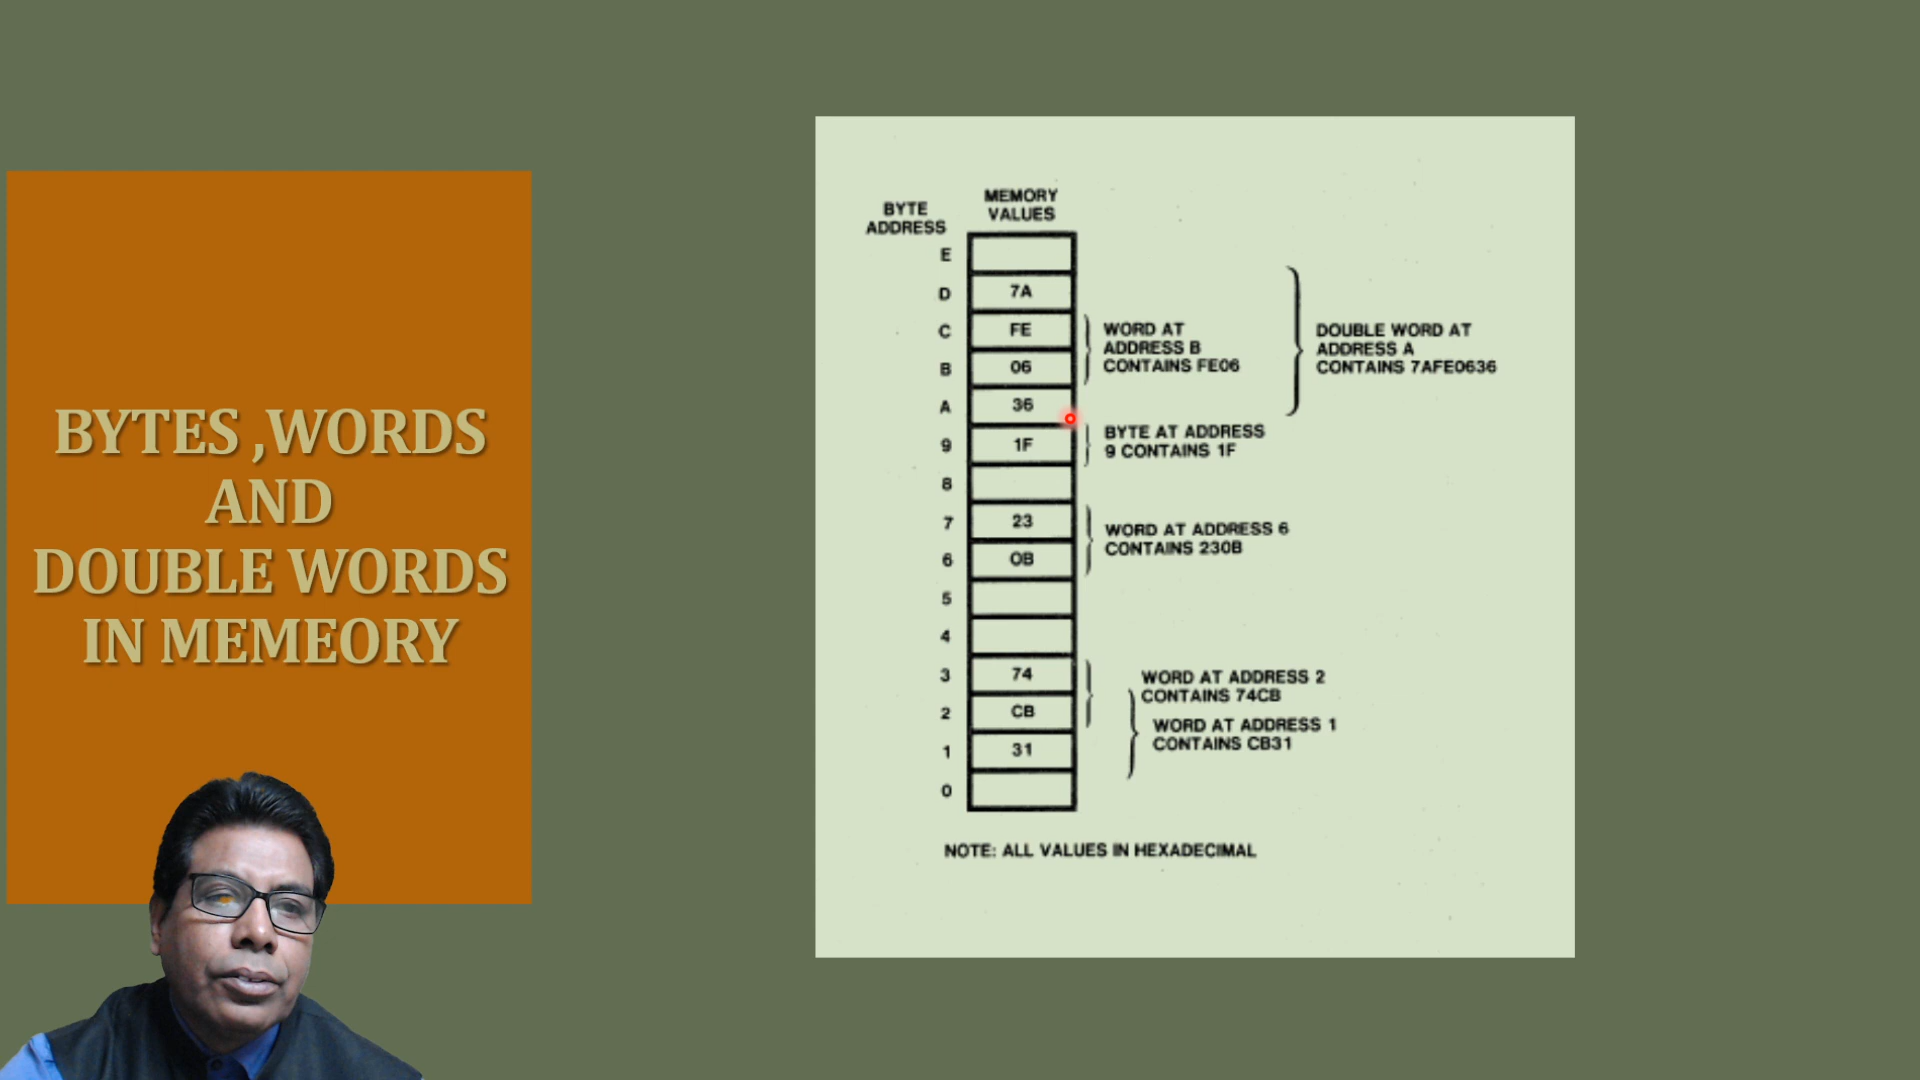 BYTES ,WORDS
AND
DOUBLE WORDS
IN MEMEORY
BYTE
ADDRESS
MEMORY
VALUES
E
D 7A
C FE
B 06
A 36
9 1F
8
7 23
6 OB
5
4
3 74
2 CB
1 31
0
WORD AT
ADDRESS B
CONTAINS FE06
DOUBLE WORD AT
ADDRESS A
CONTAINS 7AFE0636
BYTE AT ADDRESS
9 CONTAINS 1F
WORD AT ADDRESS 6
CONTAINS 230B
WORD AT ADDRESS 2
CONTAINS 74CB
WORD AT ADDRESS 1
CONTAINS CB31
NOTE: ALL VALUES IN HEXADECIMAL